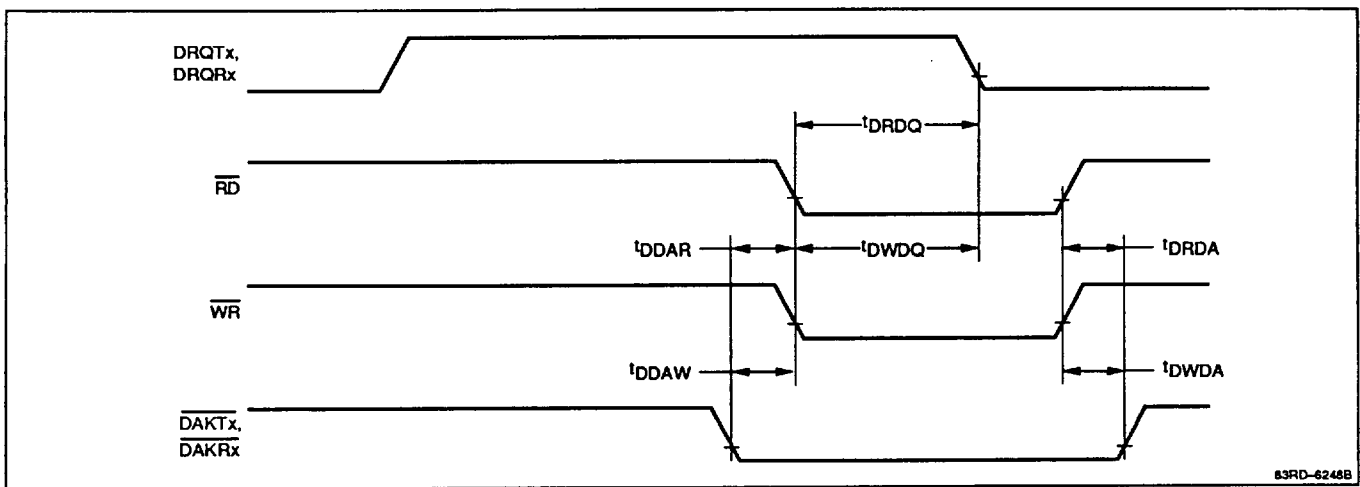 DRQTx,
DRQRx
tDRDQ
RD
tDDAR
tDWDQ
tDRDA
WR
tDDAW
tDWDA
DAKTx,
DAKRx
83RD–6248B